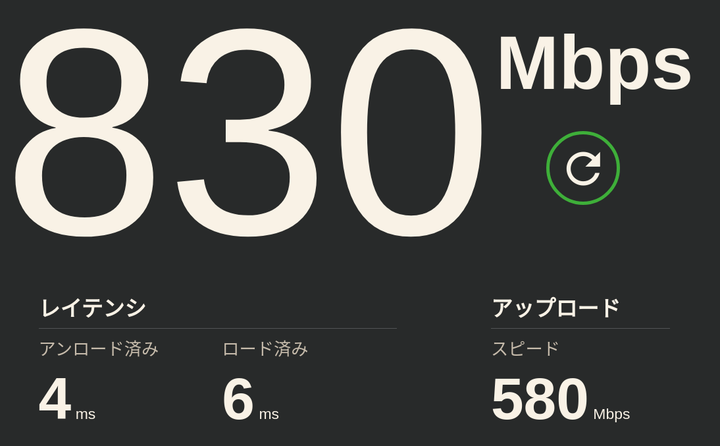 830 Mbps
レイテンシ
アンロード済み ロード済み
4 ms 6 ms
アップロード
スピード
580 Mbps